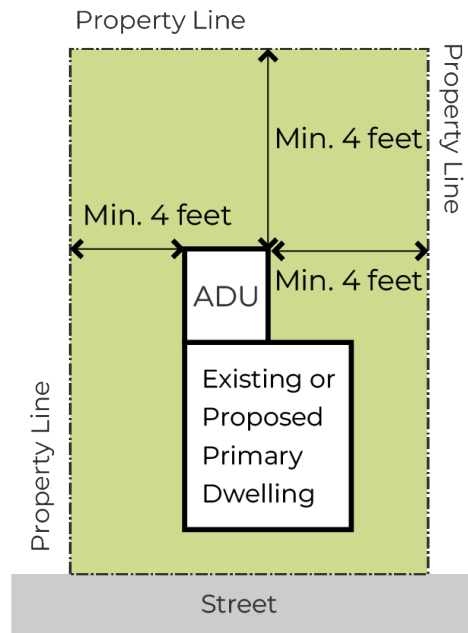 Property Line
Property Line
Min. 4 feet
Min. 4 feet
Min. 4 feet
ADU
Existing or
Proposed
Primary
Dwelling
Property Line
Street